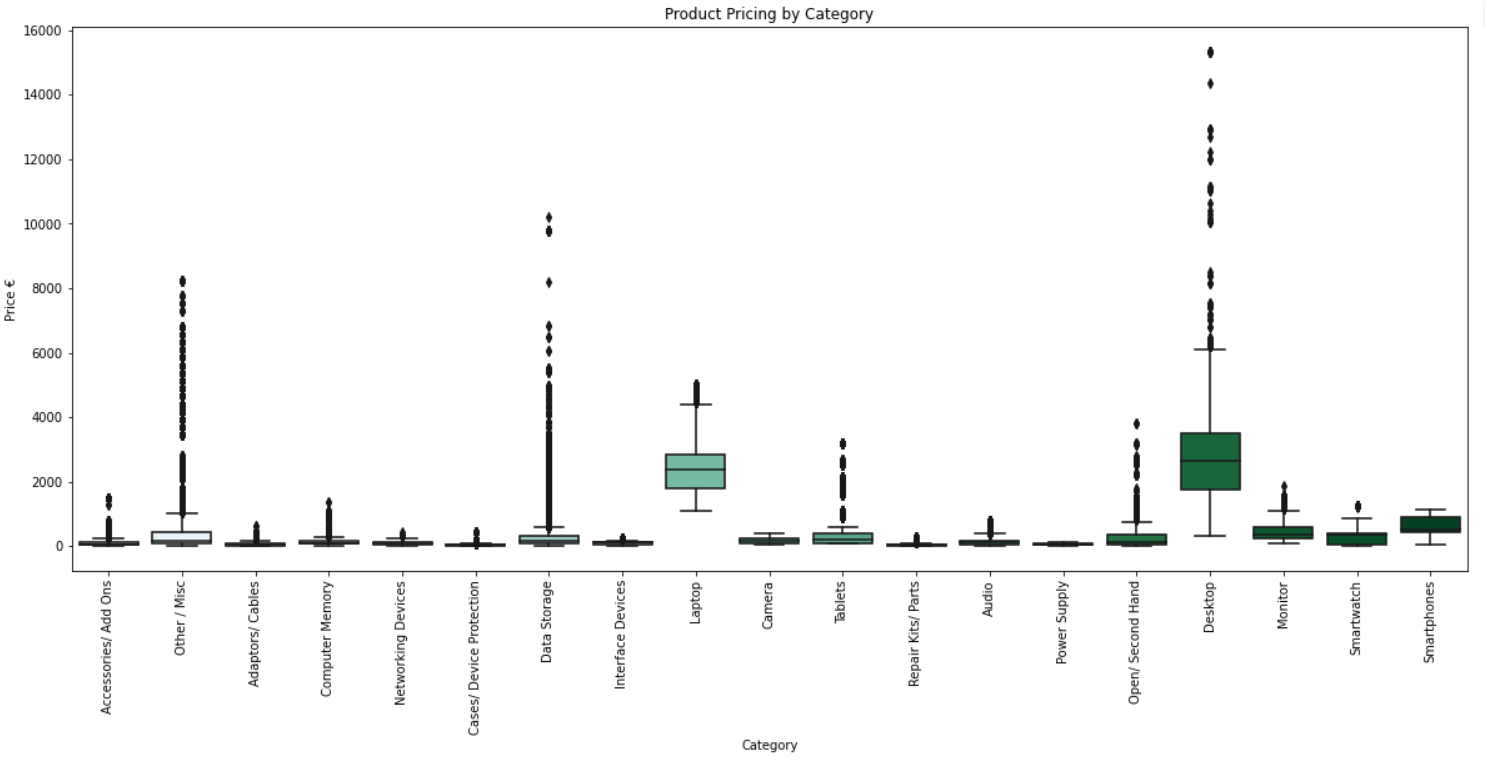 Product Pricing by Category
Price €
16000
14000
12000
10000
8000
6000
4000
2000
0
Accessories/ Add Ons
Other / Misc
Adaptors/ Cables
Computer Memory
Networking Devices
Cases/ Device Protection
Data Storage
Interface Devices
Laptop
Camera
Tablets
Repair Kits/ Parts
Audio
Power Supply
Open/ Second Hand
Desktop
Monitor
Smartwatch
Smartphones
Category